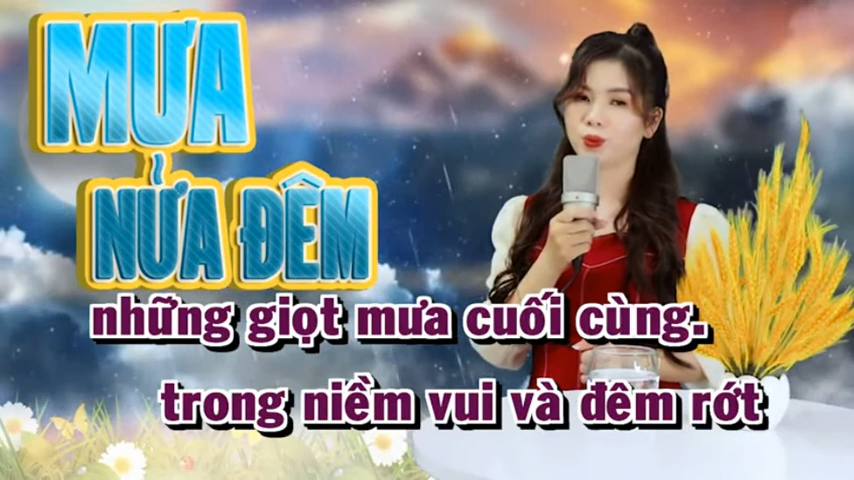 MƯA
NỬA ĐÊM
những giọt mưa cuối cùng.
trong niềm vui và đêm rớt